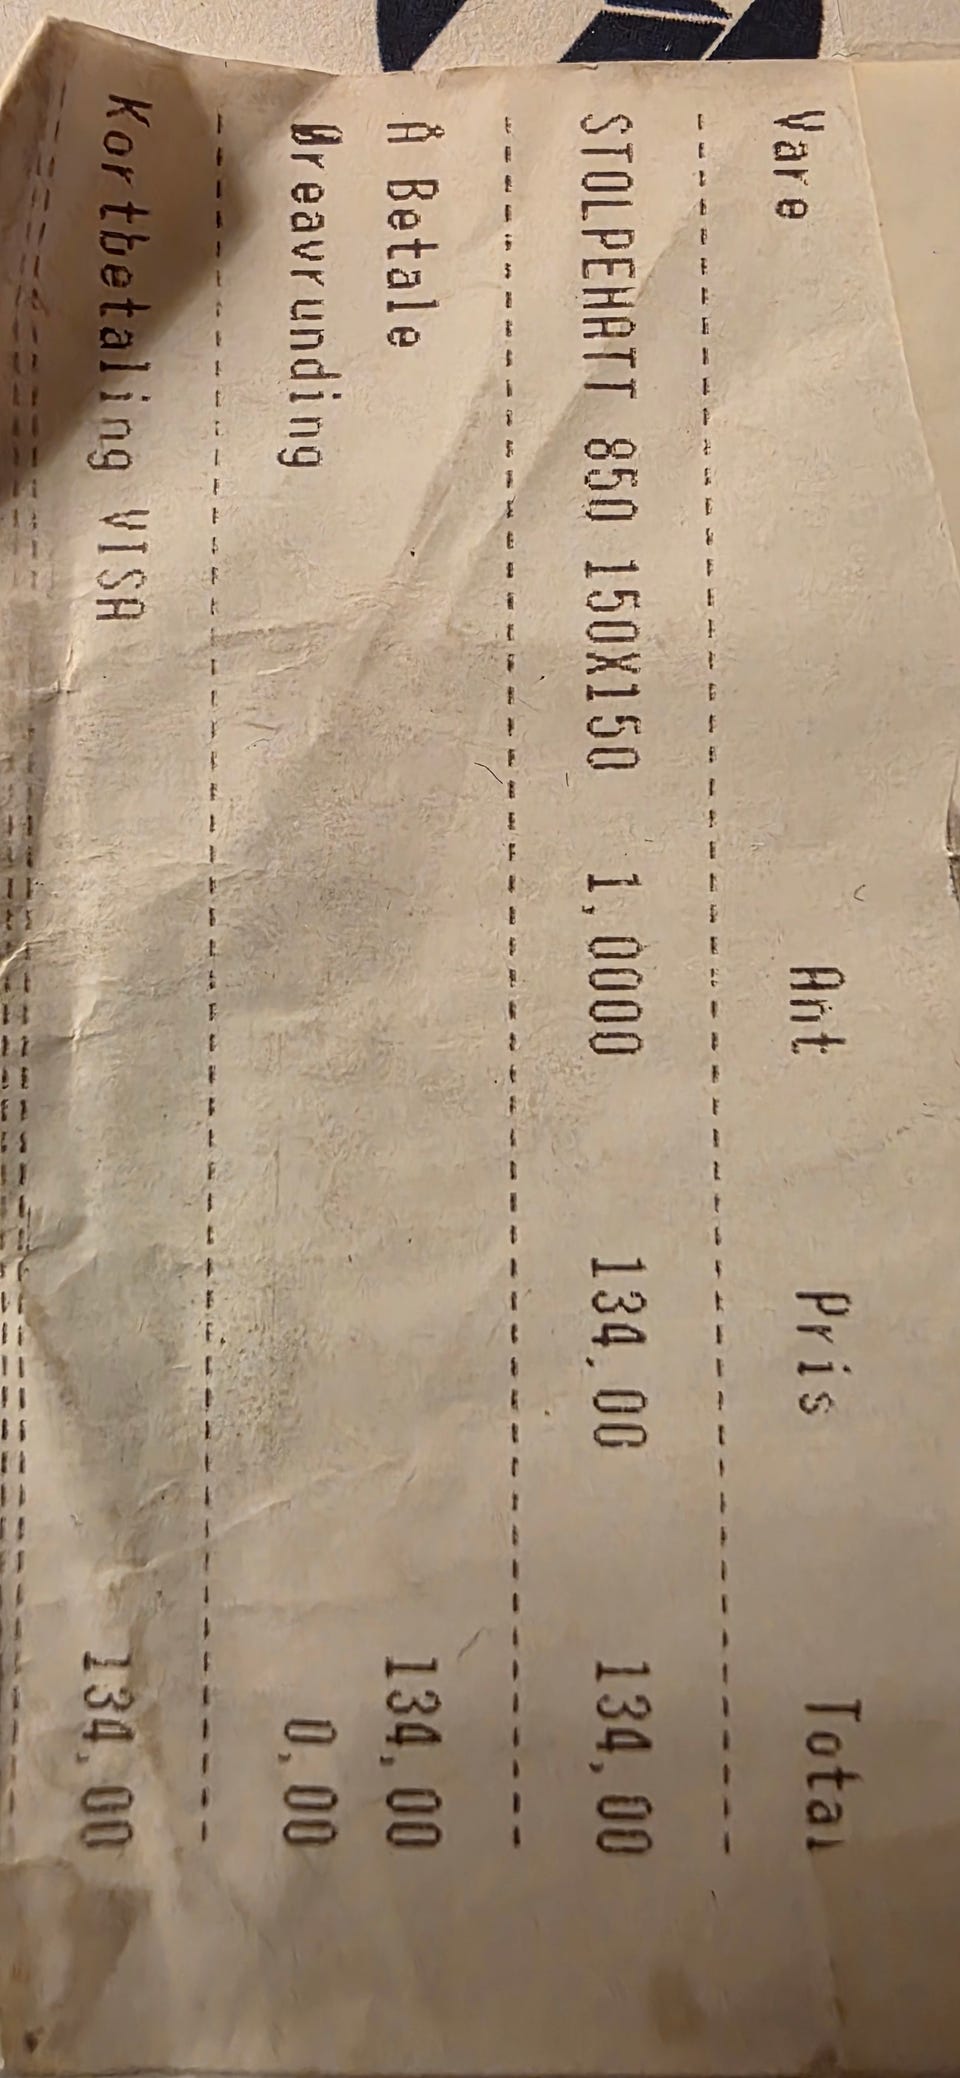 Vare Ant Pris Total
STOLPEHATT 850 150X150 1,0000 134,00 134,00
Å Betale 134,00
Øreavrunding 0,00
Kortbetaling VISA 134,00